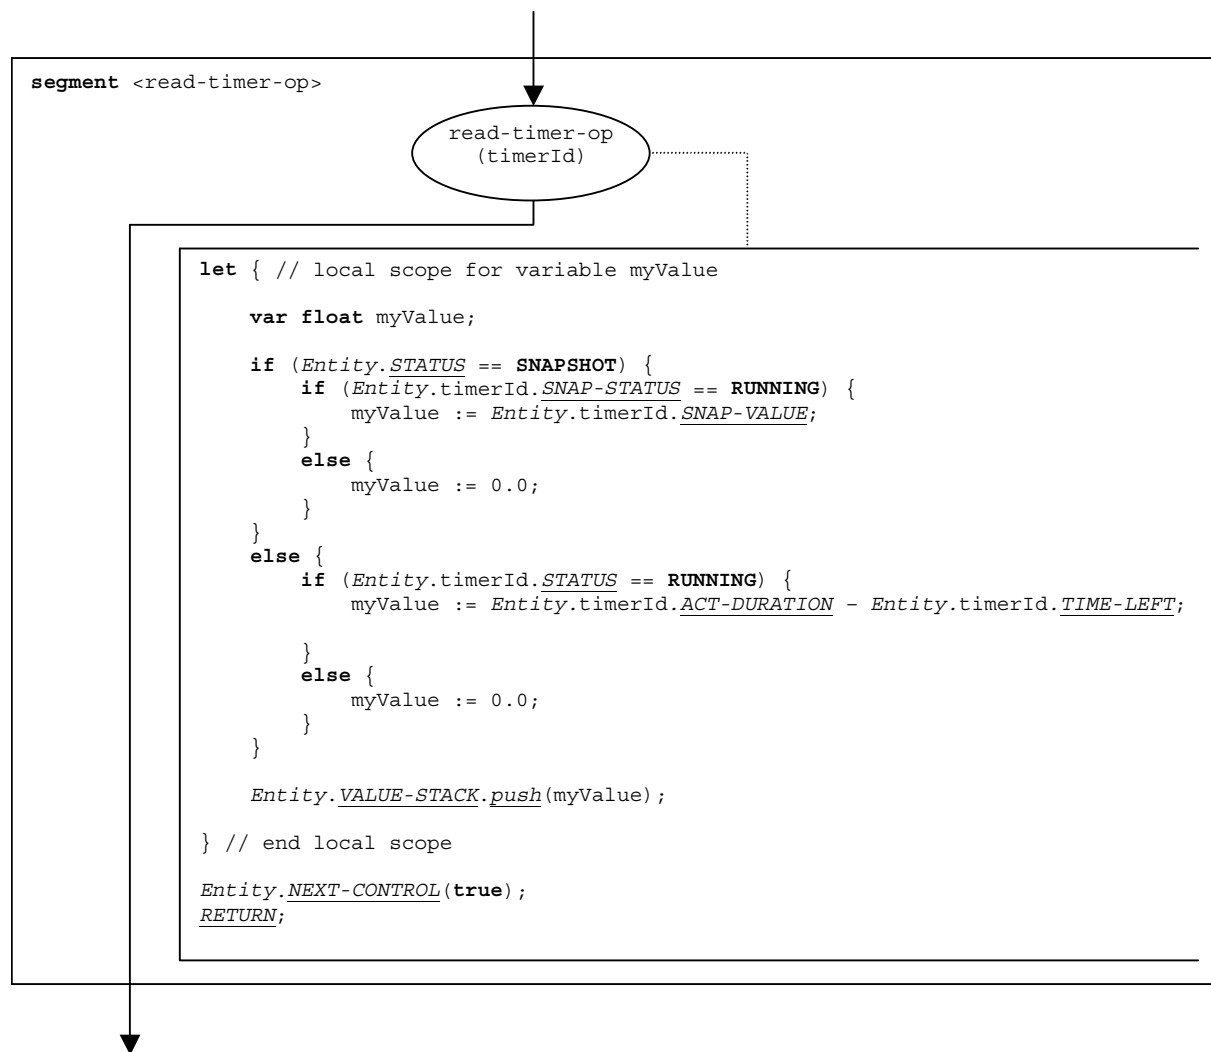 segment <read-timer-op>
read-timer-op
(timerId)
let { // local scope for variable myValue
var float myValue;
if (Entity.STATUS == SNAPSHOT) {
if (Entity.timerId.SNAP-STATUS == RUNNING) {
myValue := Entity.timerId.SNAP-VALUE;
}
else {
myValue := 0.0;
}
}
else {
if (Entity.timerId.STATUS == RUNNING) {
myValue := Entity.timerId.ACT-DURATION – Entity.timerId.TIME-LEFT;
}
else {
myValue := 0.0;
}
}
Entity.VALUE-STACK.push(myValue);
} // end local scope
Entity.NEXT-CONTROL(true);
RETURN;